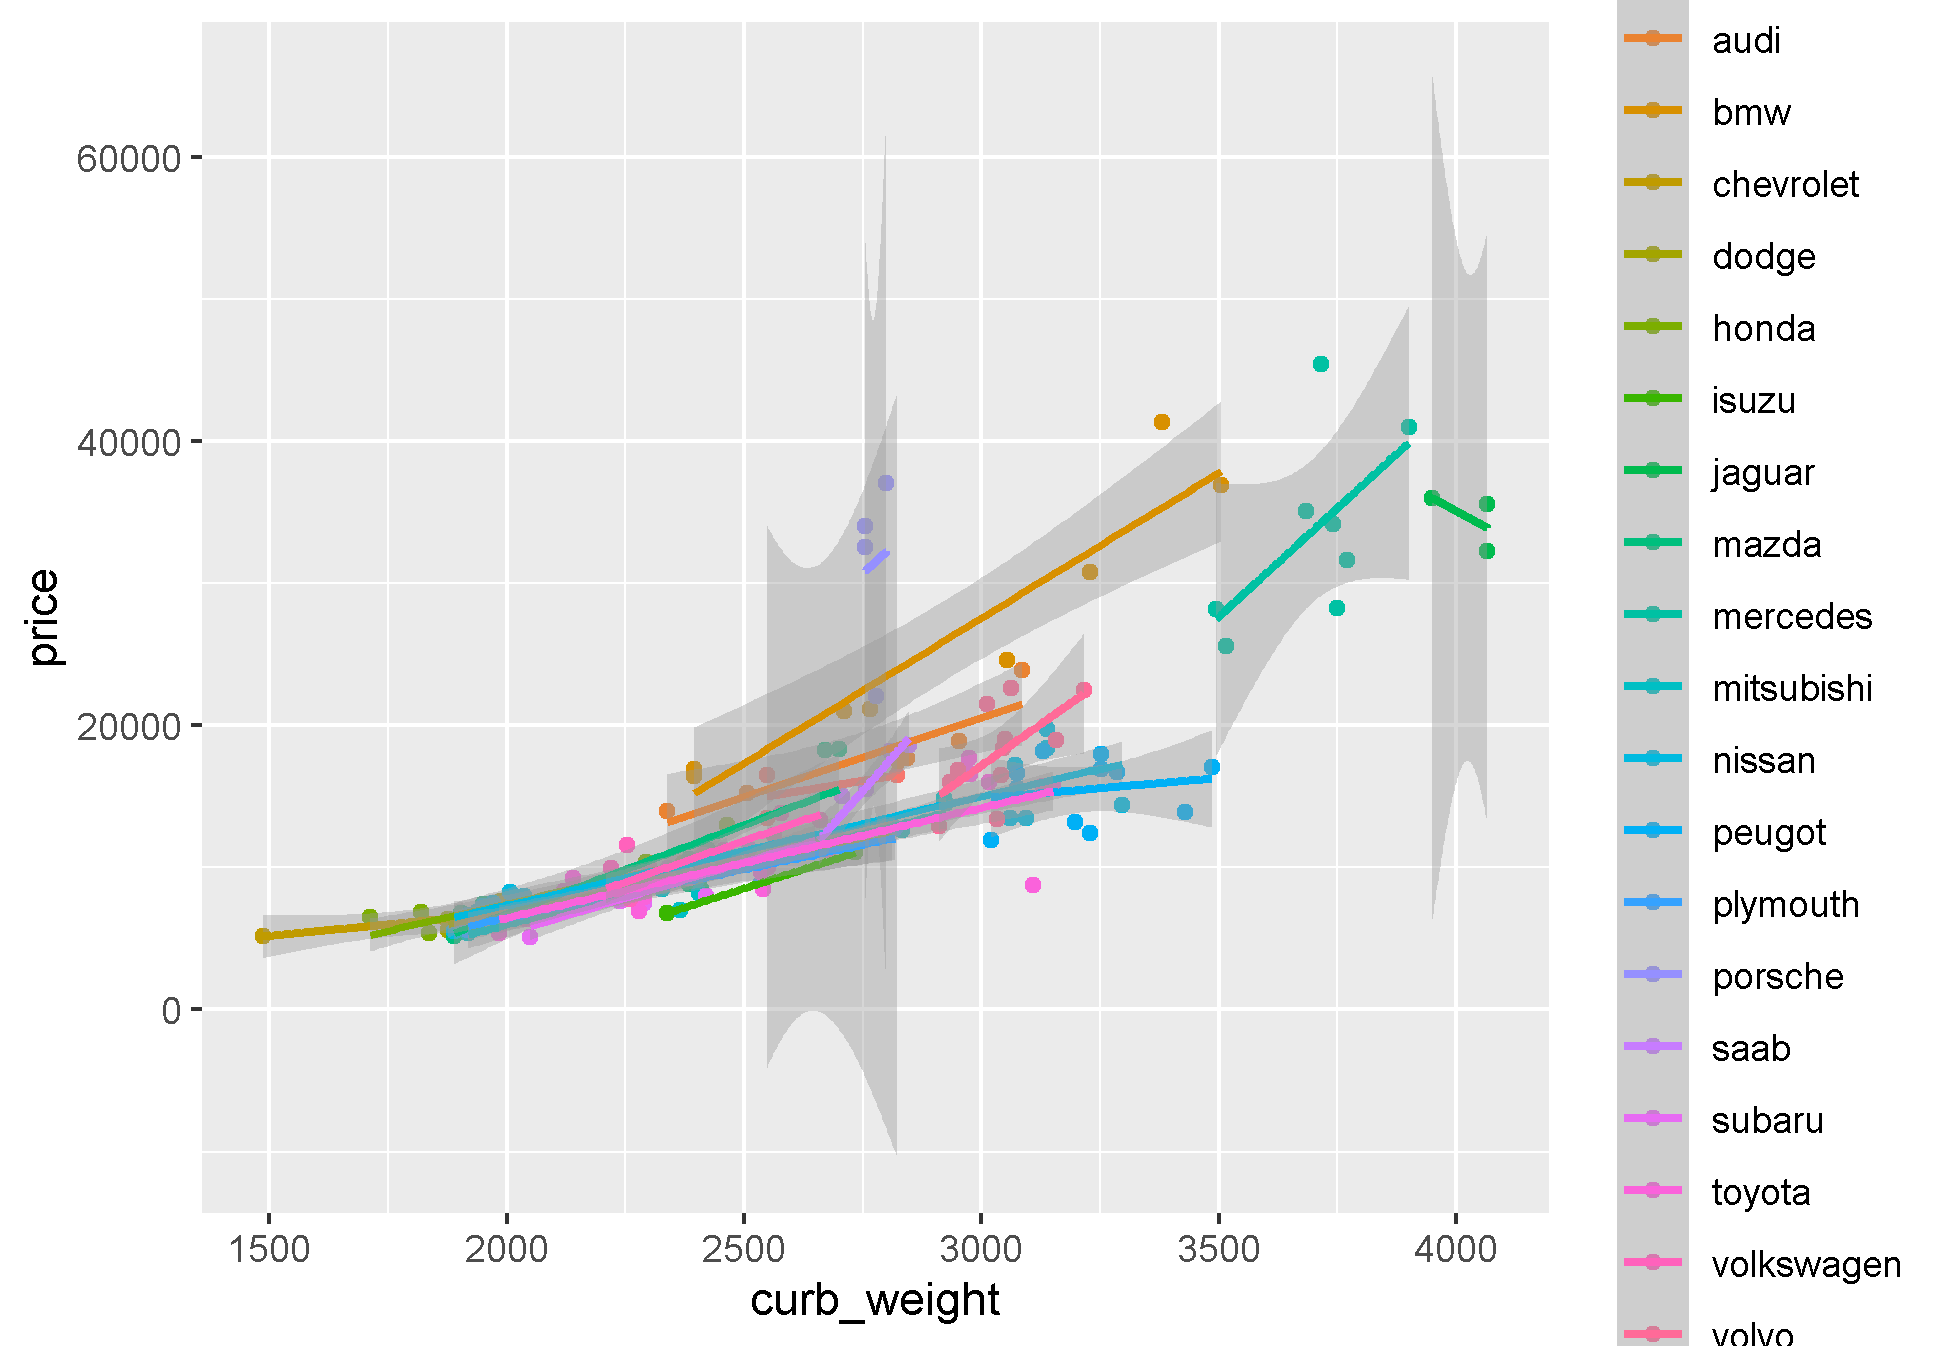 price
60000
40000
20000
0
1500 2000 2500 3000 3500 4000
curb_weight
audi
bmw
chevrolet
dodge
honda
isuzu
jaguar
mazda
mercedes
mitsubishi
nissan
peugot
plymouth
porsche
saab
subaru
toyota
volkswagen
volvo